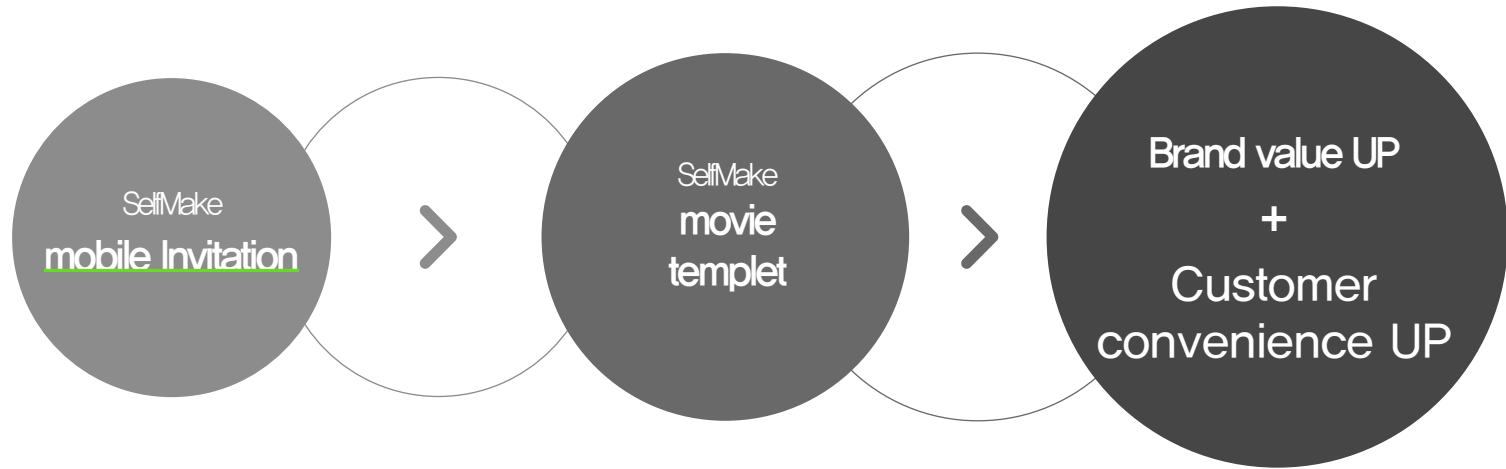 SelfMake
mobile Invitation
SelfMake
movie
templet
Brand value UP
+
Customer
convenience UP